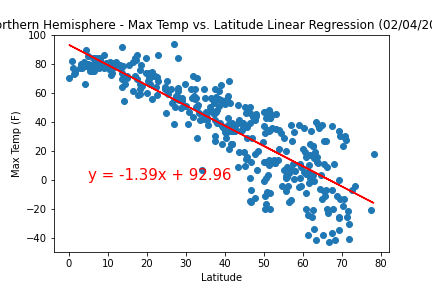 orthern Hemisphere - Max Temp vs. Latitude Linear Regression (02/04/20
100
80
60
40
20
0
−20
−40
Max Temp (F)
y = -1.39x + 92.96
0 10 20 30 40 50 60 70 80
Latitude